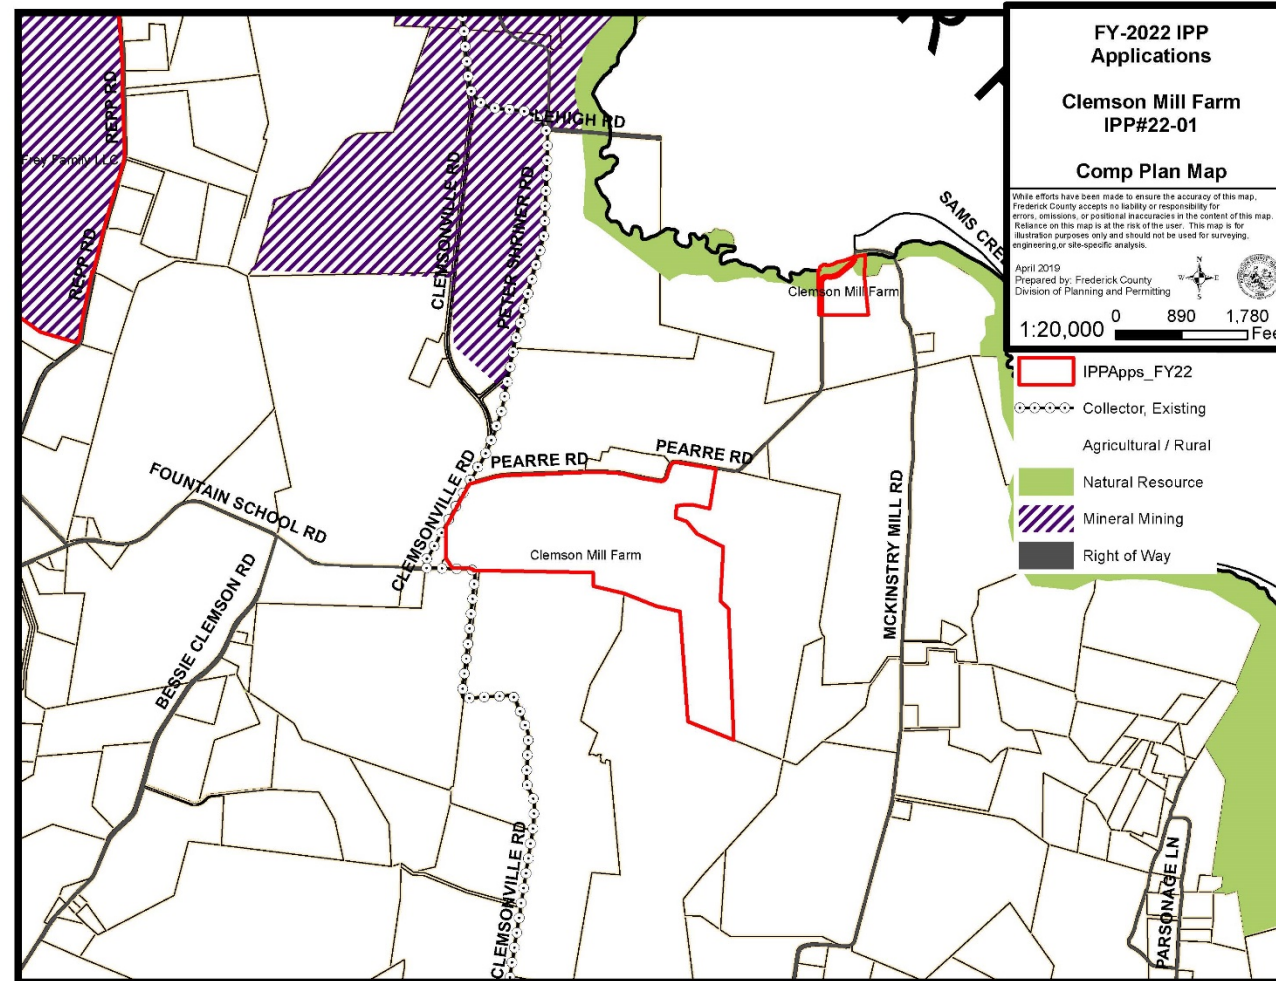 FY-2022 IPP
Applications
Clemson Mill Farm
IPP#22-01
Comp Plan Map
While efforts have been made to ensure the accuracy of this map,
Frederick County accepts no liability or responsibility for
errors, omissions, or positional inaccuracies in the content of this map.
Reliance on this map is at the risk of the user. This map is for
illustration purposes only and should not be used for surveying,
engineering,or site-specific analysis.
April 2019
Prepared by: Frederick County
Division of Planning and Permitting
N
W E
S
1:20,000
0 890 1,780
Fee
IPPApps_FY22
Collector, Existing
Agricultural / Rural
Natural Resource
Mineral Mining
Right of Way
REPP RD
Frey Family LLC
REPP RD
CLEMSONVILLE RD
PETER SHRINER RD
LEHIGH RD
SAMS CRE
Clemson Mill Farm
PEARRE RD
PEARRE RD
FOUNTAIN SCHOOL RD
CLEMSONVILLE RD
Clemson Mill Farm
MCKINSTRY MILL RD
BESSIE CLEMSON RD
CLEMSONVILLE RD
PARSONAGE LN